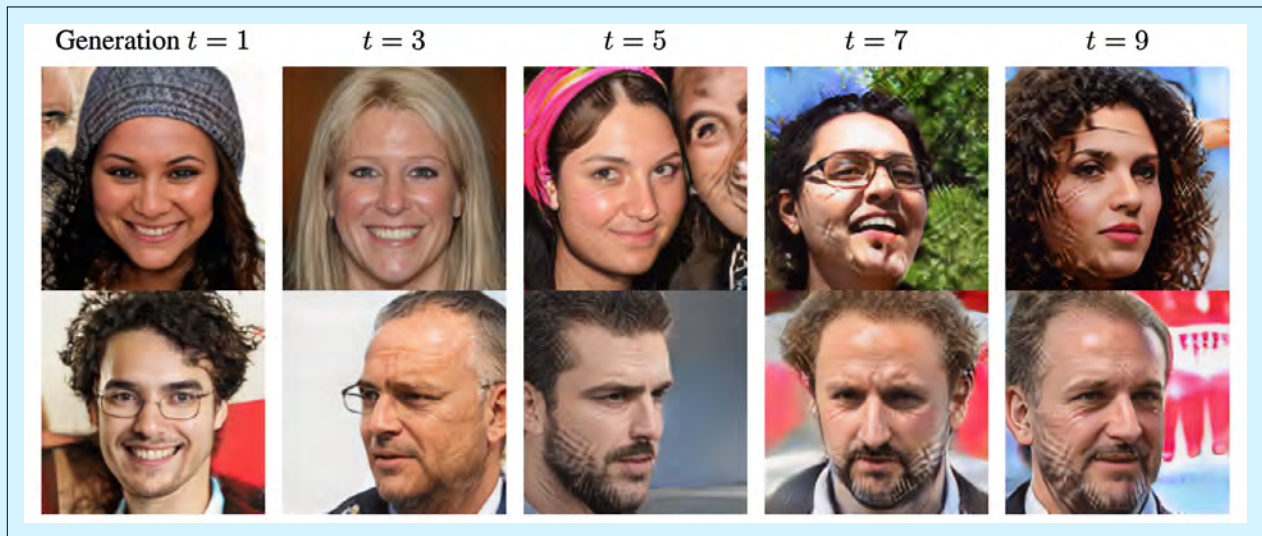 Generation t = 1 t = 3 t = 5 t = 7 t = 9